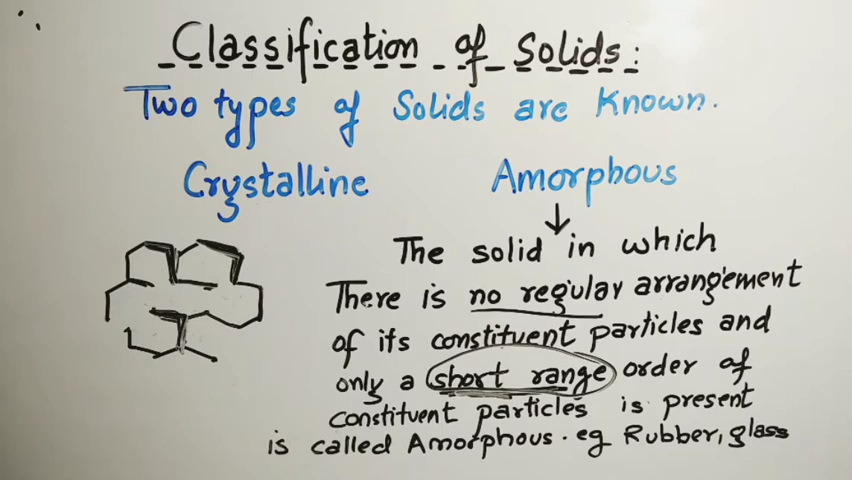 Classification of Solids:
Two types of Solids are Known.
Crystalline Amorphous
The solid in which
There is no regular arrangement
of its constituent particles and
only a short range order of
constituent particles is present
is called Amorphous. eg Rubber, glass